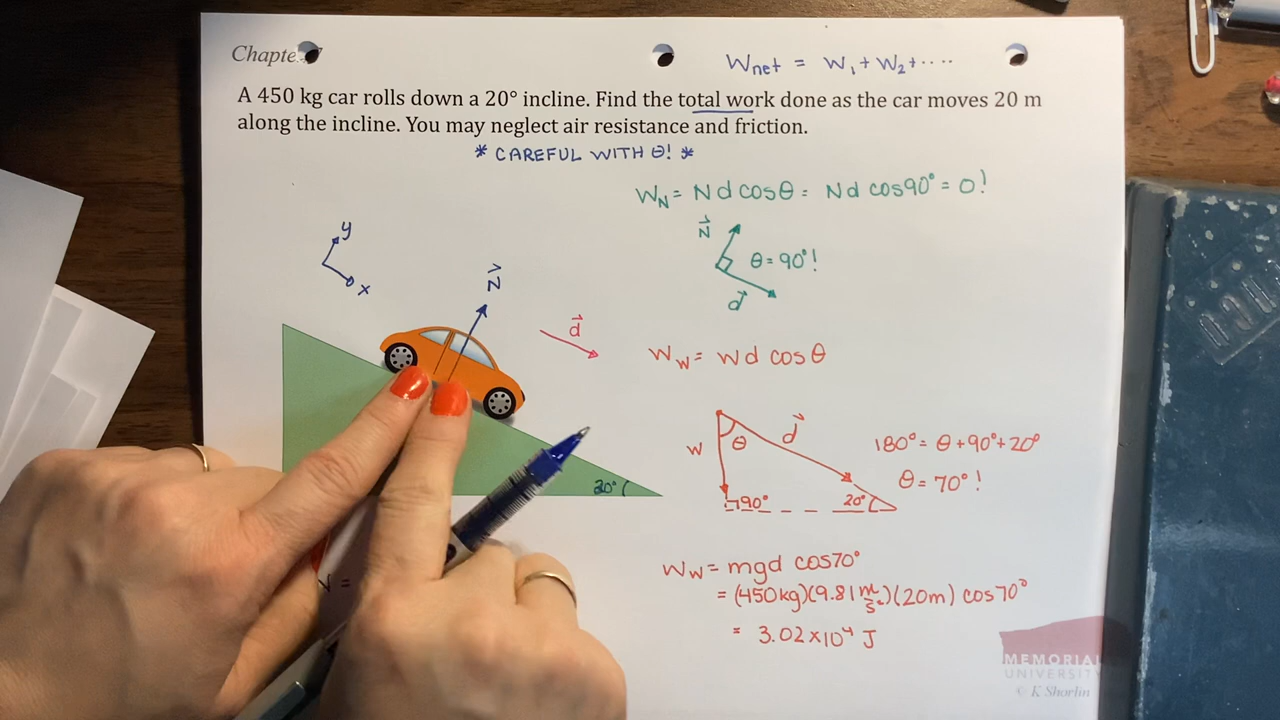 Chapte
Wnet = W₁ + W₂ + ....
A 450 kg car rolls down a 20° incline. Find the total work done as the car moves 20 m
along the incline. You may neglect air resistance and friction.
* CAREFUL WITH θ! *
W_N = N d cosθ = N d cos90° = 0!
y
x
N⃗
d⃗
20°
N⃗
θ = 90°!
d⃗
W_W = W d cosθ
W
θ
d⃗
90°
20°
180° = θ + 90° + 20°
θ = 70°!
W_W = mgd cos70°
= (450kg)(9.81 m/s²)(20m) cos70°
= 3.02 x 10⁴ J
MEMORIAL
UNIVERSITY
© K Shorlin